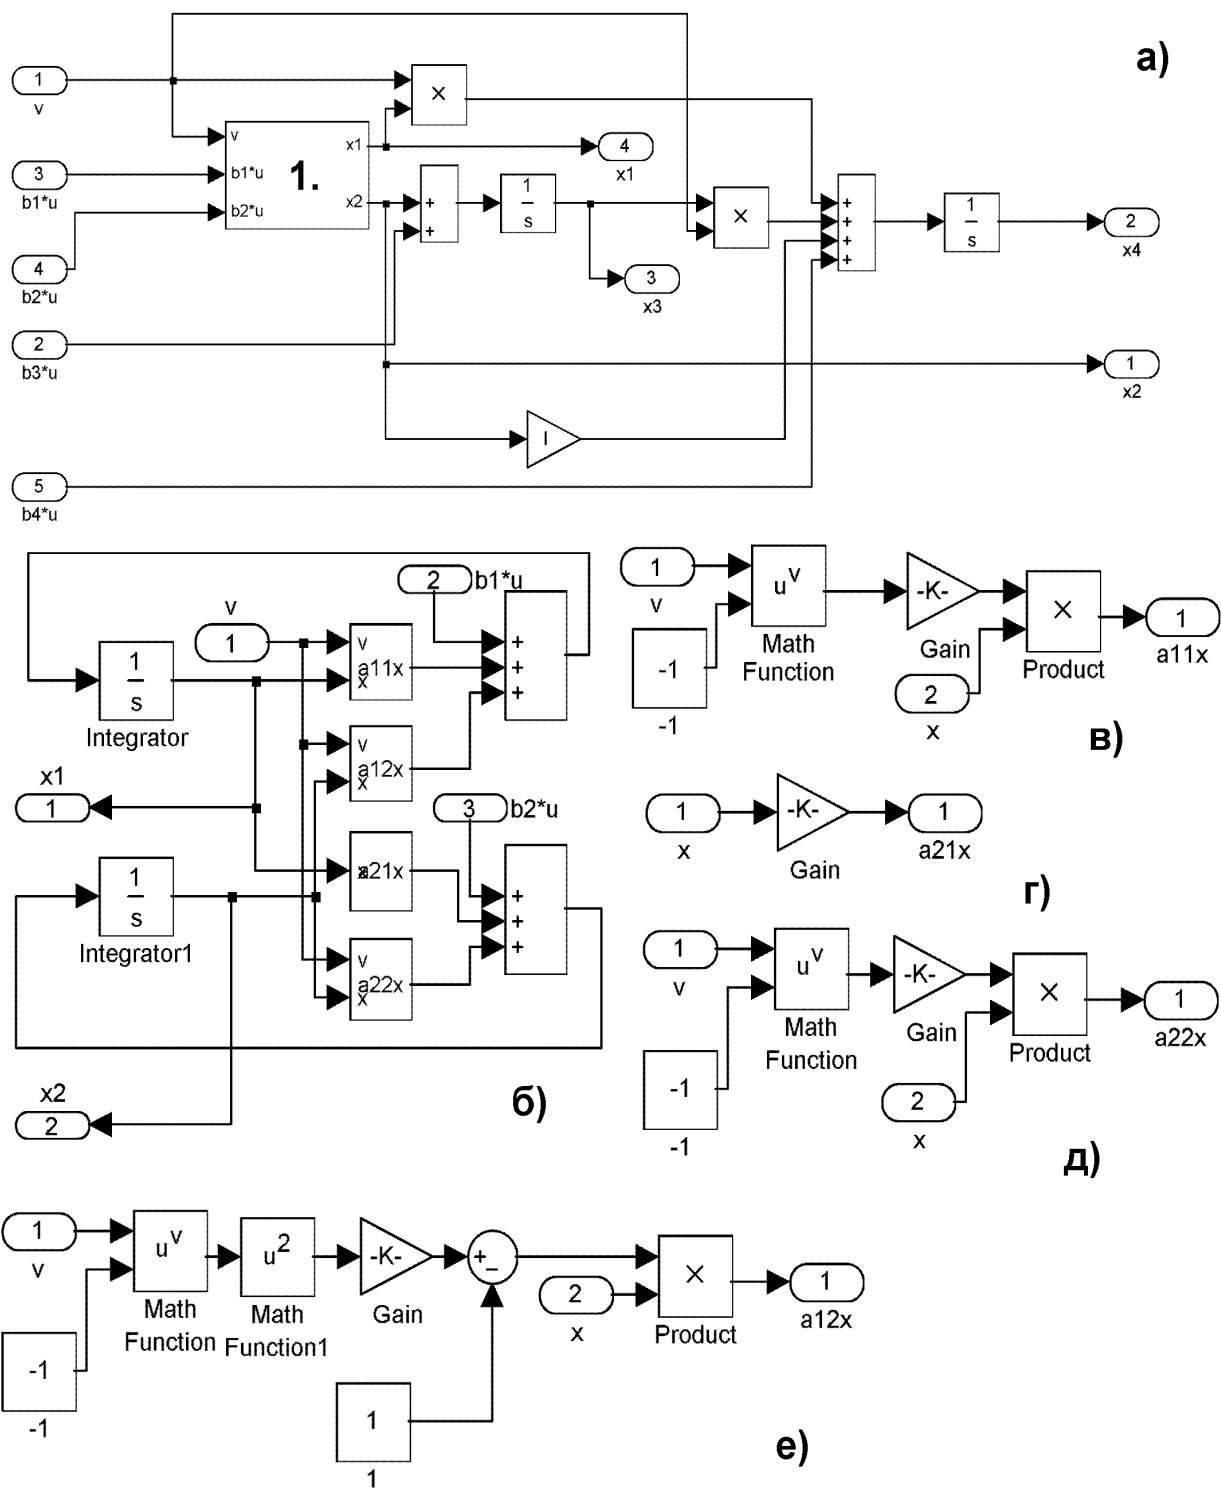 а)
1
v
3
b1*u
4
b2*u
2
b3*u
5
b4*u
v
b1*u
b2*u
1.
x1
x2
×
4
x1
+
+
1
s
3
x3
×
+
+
+
+
1
s
2
x4
1
x2
I
v
1
2
b1*u
1
s
Integrator
v
a11x
x
+
+
+
v
a12x
x
x1
1
3
b2*u
1
s
Integrator1
x
a21x
v
a22x
x
+
+
+
x2
2
б)
1
v
-1
-1
u^v
Math
Function
-K-
Gain
2
x
×
Product
1
a11x
в)
1
x
-K-
Gain
1
a21x
г)
1
v
-1
-1
u^v
Math
Function
-K-
Gain
2
x
×
Product
1
a22x
д)
1
v
-1
-1
u^v
Math
Function
u^2
Math
Function1
-K-
Gain
+
−
1
1
2
x
×
Product
1
a12x
е)